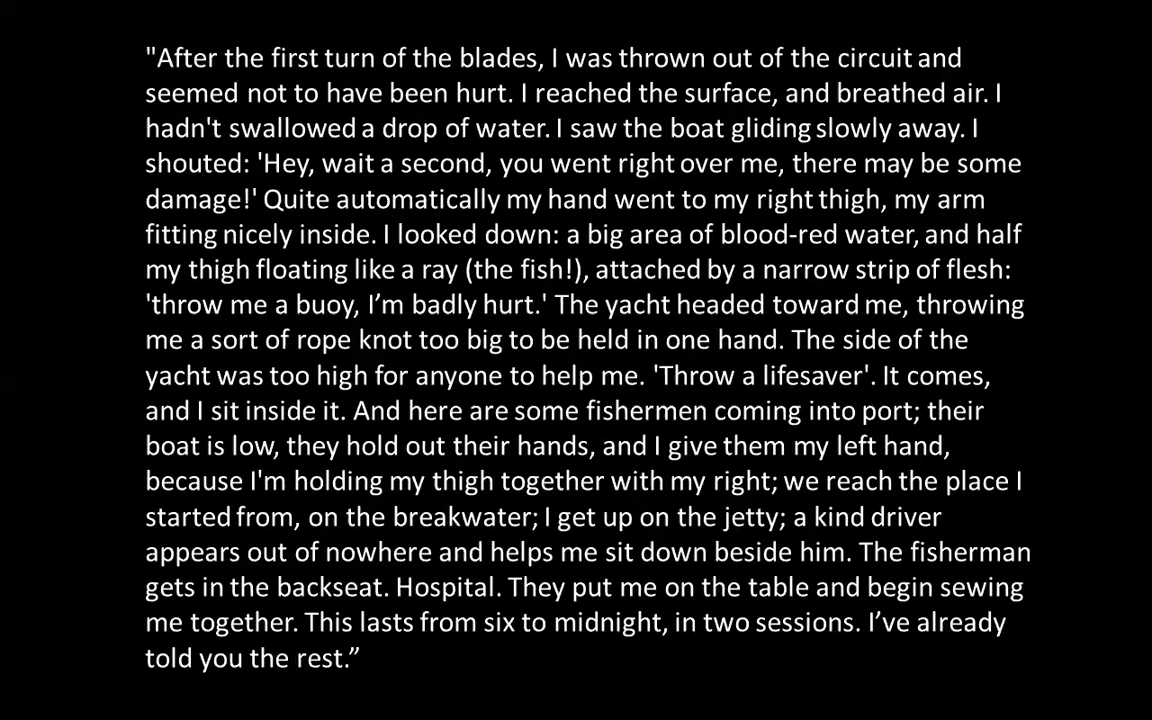 "After the first turn of the blades, I was thrown out of the circuit and
seemed not to have been hurt. I reached the surface, and breathed air. I
hadn't swallowed a drop of water. I saw the boat gliding slowly away. I
shouted: 'Hey, wait a second, you went right over me, there may be some
damage!' Quite automatically my hand went to my right thigh, my arm
fitting nicely inside. I looked down: a big area of blood-red water, and half
my thigh floating like a ray (the fish!), attached by a narrow strip of flesh:
'throw me a buoy, I’m badly hurt.' The yacht headed toward me, throwing
me a sort of rope knot too big to be held in one hand. The side of the
yacht was too high for anyone to help me. 'Throw a lifesaver'. It comes,
and I sit inside it. And here are some fishermen coming into port; their
boat is low, they hold out their hands, and I give them my left hand,
because I'm holding my thigh together with my right; we reach the place I
started from, on the breakwater; I get up on the jetty; a kind driver
appears out of nowhere and helps me sit down beside him. The fisherman
gets in the backseat. Hospital. They put me on the table and begin sewing
me together. This lasts from six to midnight, in two sessions. I’ve already
told you the rest.”